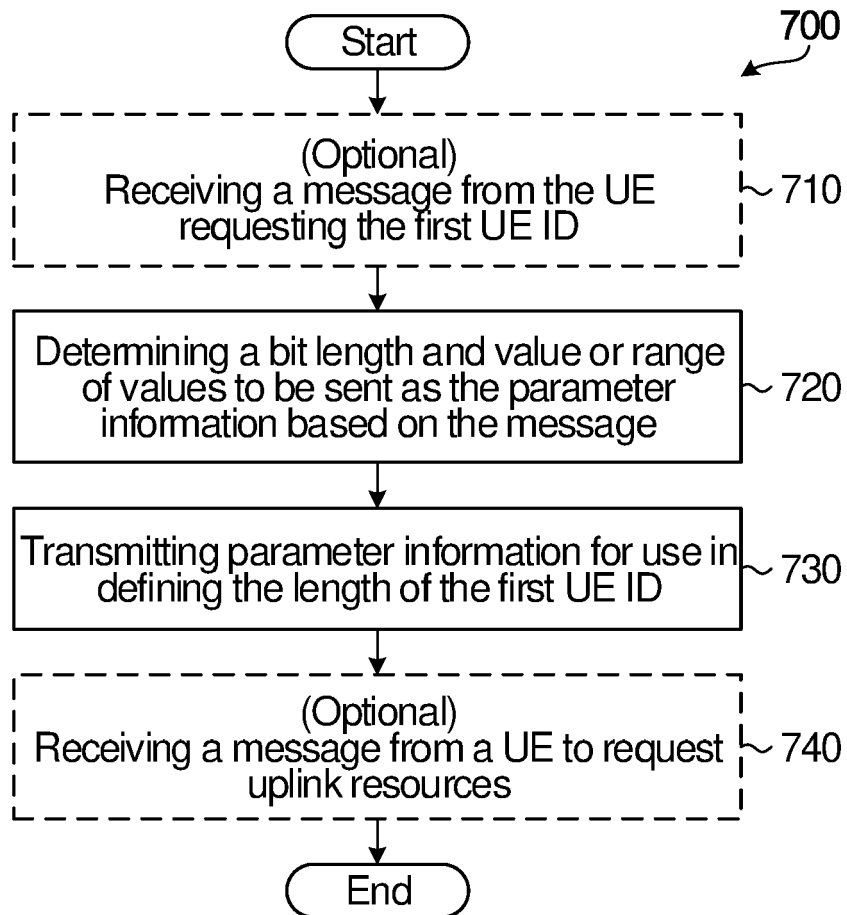 700
Start
(Optional)
Receiving a message from the UE
requesting the first UE ID
710
Determining a bit length and value or range
of values to be sent as the parameter
information based on the message
720
Transmitting parameter information for use in
defining the length of the first UE ID
730
(Optional)
Receiving a message from a UE to request
uplink resources
740
End